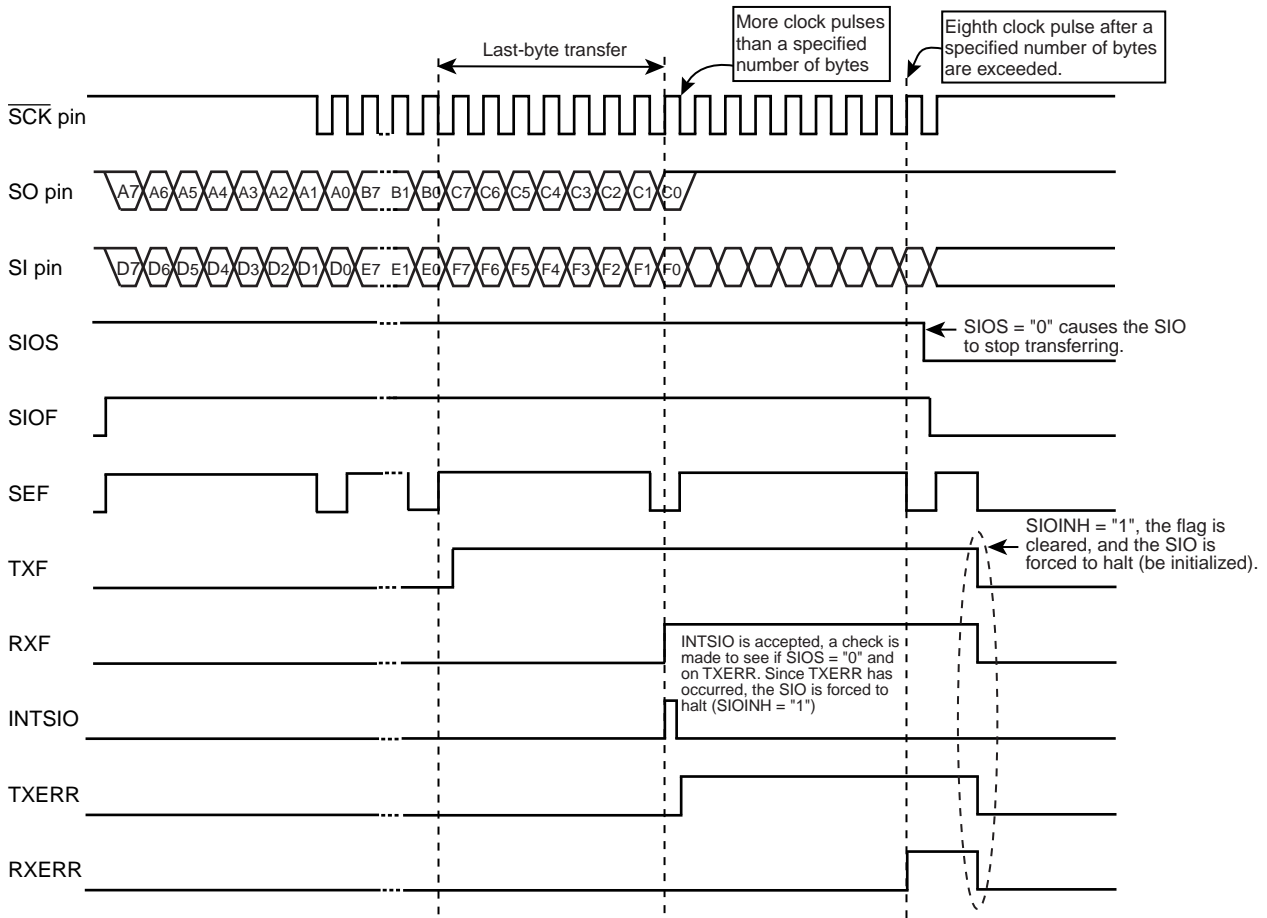 More clock pulses
than a specified
number of bytes
Eighth clock pulse after a
specified number of bytes
are exceeded.
Last-byte transfer
SCK pin
SO pin
A7 A6 A5 A4 A3 A2 A1 A0 B7 B1 B0 C7 C6 C5 C4 C3 C2 C1 C0
SI pin
D7 D6 D5 D4 D3 D2 D1 D0 E7 E1 E0 F7 F6 F5 F4 F3 F2 F1 F0
SIOS
SIOS = "0" causes the SIO
to stop transferring.
SIOF
SEF
SIOINH = "1", the flag is
cleared, and the SIO is
forced to halt (be initialized).
TXF
RXF
INTSIO is accepted, a check is
made to see if SIOS = "0" and
on TXERR. Since TXERR has
occurred, the SIO is forced to
halt (SIOINH = "1")
INTSIO
TXERR
RXERR